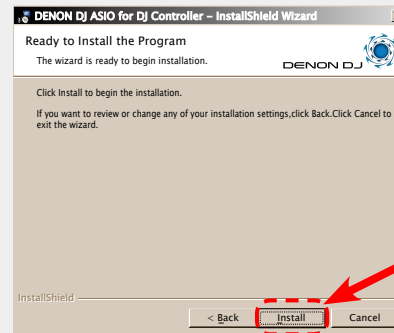 DENON DJ ASIO for DJ Controller – InstallShield Wizard
Ready to Install the Program
The wizard is ready to begin installation.
DENON DJ
Click Install to begin the installation.
If you want to review or change any of your installation settings,click Back.Click Cancel to
exit the wizard.
InstallShield
< Back Install Cancel